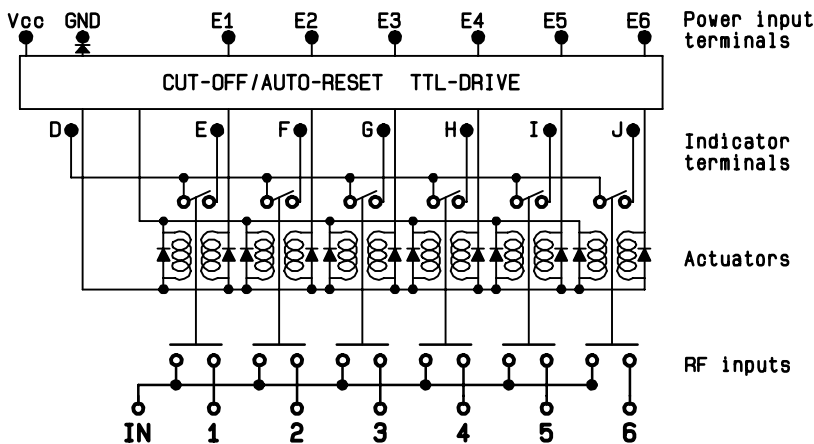 Vcc GND E1 E2 E3 E4 E5 E6 Power input
terminals
CUT-OFF/AUTO-RESET TTL-DRIVE
D E F G H I J Indicator
terminals
Actuators
RF inputs
IN 1 2 3 4 5 6